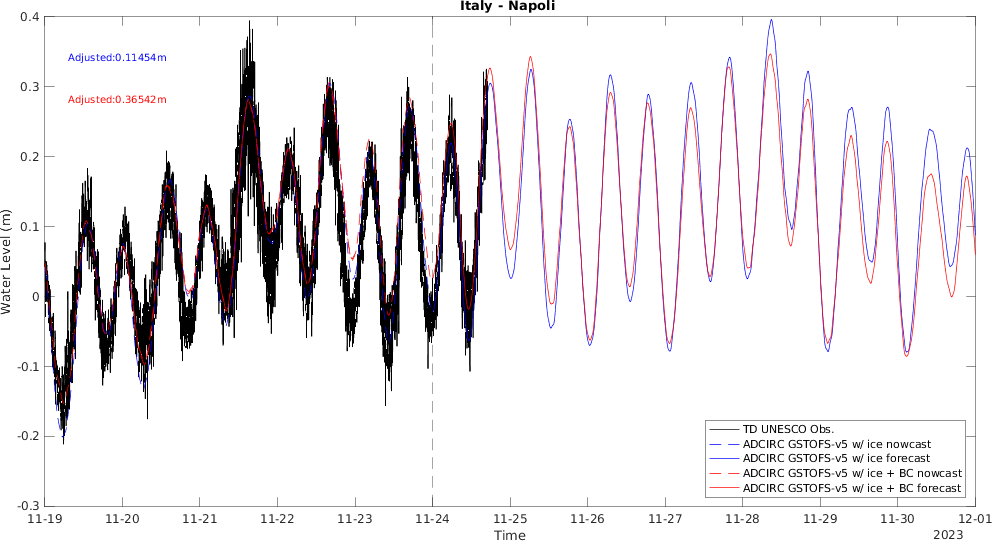 Italy - Napoli
Adjusted:0.11454m
Adjusted:0.36542m
Water Level (m)
0.4
0.3
0.2
0.1
0
-0.1
-0.2
-0.3
TD UNESCO Obs.
ADCIRC GSTOFS-v5 w/ ice nowcast
ADCIRC GSTOFS-v5 w/ ice forecast
ADCIRC GSTOFS-v5 w/ ice + BC nowcast
ADCIRC GSTOFS-v5 w/ ice + BC forecast
11-19 11-20 11-21 11-22 11-23 11-24 11-25 11-26 11-27 11-28 11-29 11-30 12-01
Time
2023